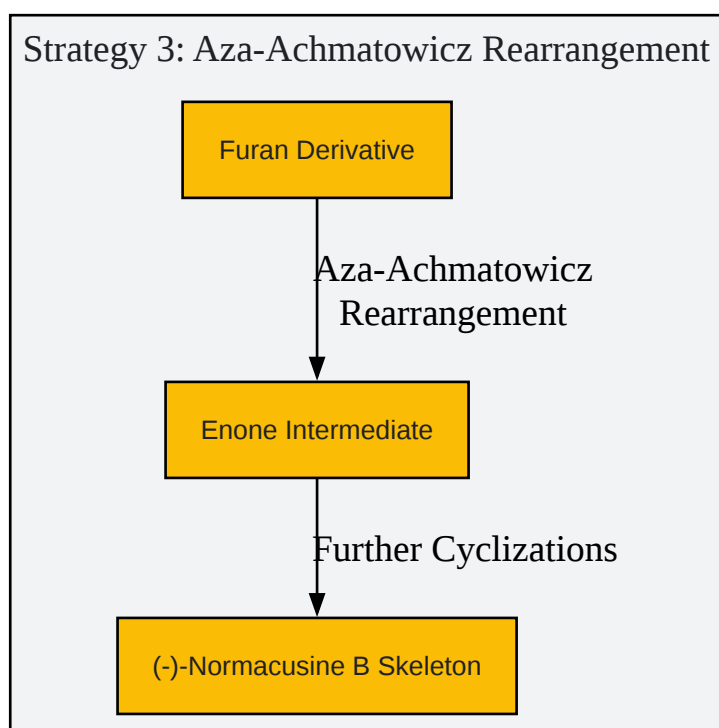 Strategy 3: Aza-Achmatowicz Rearrangement
Furan Derivative
Aza-Achmatowicz
Rearrangement
Enone Intermediate
Further Cyclizations
(-)-Normacusine B Skeleton